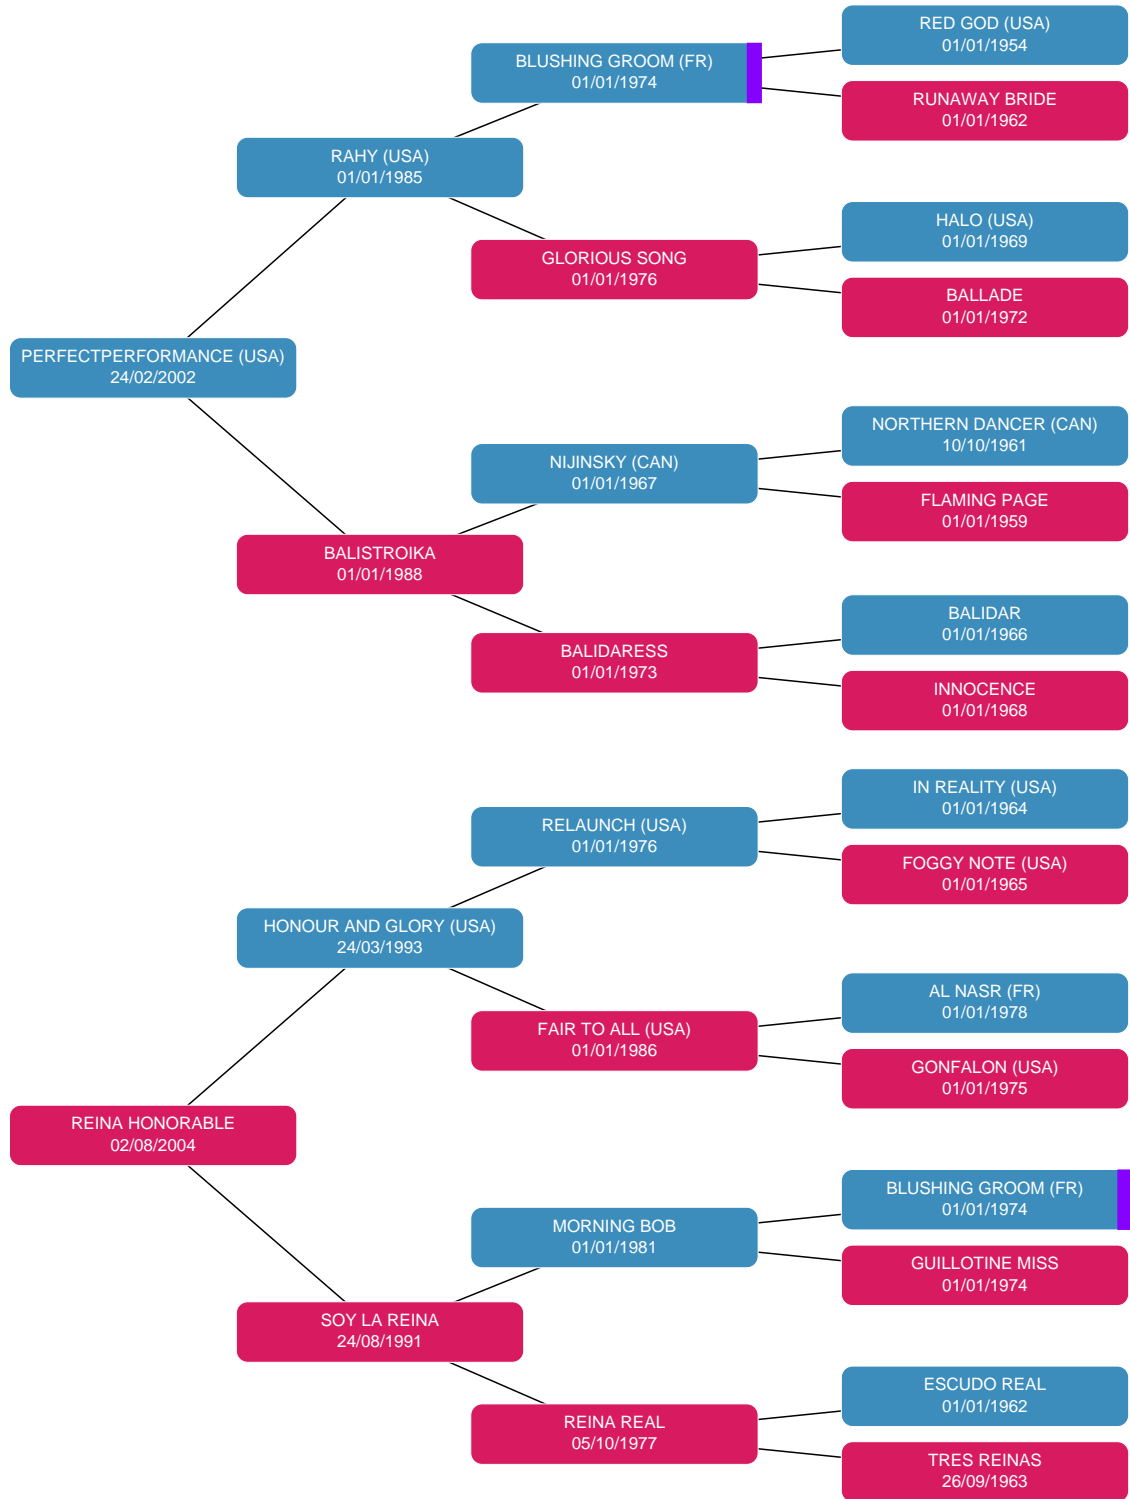 RED GOD (USA)
01/01/1954
BLUSHING GROOM (FR)
01/01/1974
RUNAWAY BRIDE
01/01/1962
RAHY (USA)
01/01/1985
HALO (USA)
01/01/1969
GLORIOUS SONG
01/01/1976
BALLADE
01/01/1972
PERFECTPERFORMANCE (USA)
24/02/2002
NORTHERN DANCER (CAN)
10/10/1961
NIJINSKY (CAN)
01/01/1967
FLAMING PAGE
01/01/1959
BALISTROIKA
01/01/1988
BALIDAR
01/01/1966
BALIDARESS
01/01/1973
INNOCENCE
01/01/1968
IN REALITY (USA)
01/01/1964
RELAUNCH (USA)
01/01/1976
FOGGY NOTE (USA)
01/01/1965
HONOUR AND GLORY (USA)
24/03/1993
AL NASR (FR)
01/01/1978
FAIR TO ALL (USA)
01/01/1986
GONFALON (USA)
01/01/1975
REINA HONORABLE
02/08/2004
BLUSHING GROOM (FR)
01/01/1974
MORNING BOB
01/01/1981
GUILLOTINE MISS
01/01/1974
SOY LA REINA
24/08/1991
ESCUDO REAL
01/01/1962
REINA REAL
05/10/1977
TRES REINAS
26/09/1963